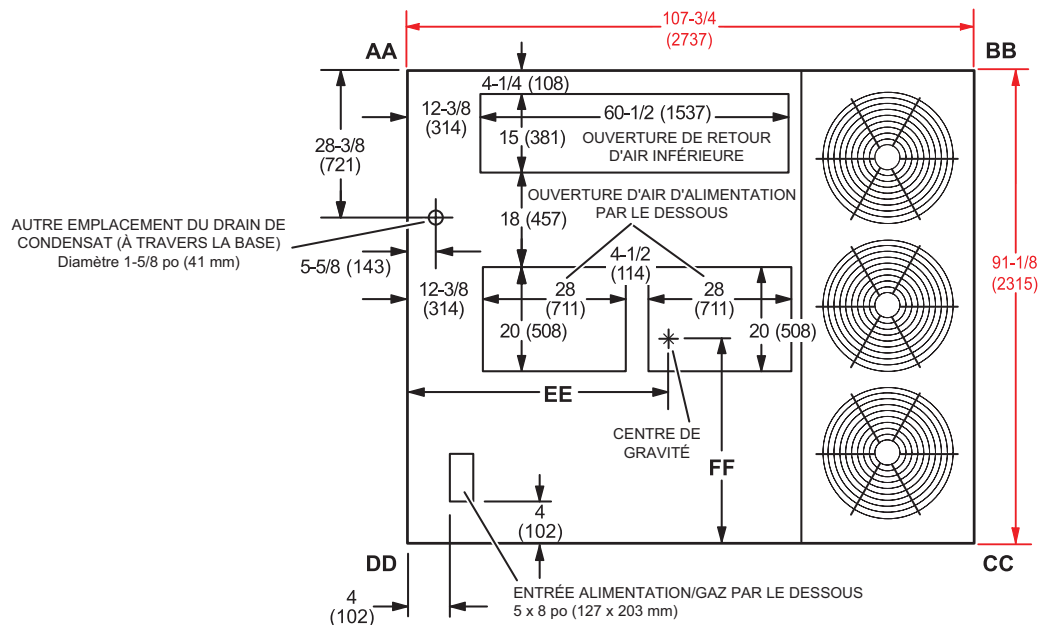 107-3/4
(2737)
AA
BB
4-1/4 (108)
12-3/8
(314)
60-1/2 (1537)
15 (381)
OUVERTURE DE RETOUR
D'AIR INFÉRIEURE
28-3/8
(721)
OUVERTURE D'AIR D'ALIMENTATION
PAR LE DESSOUS
18 (457)
AUTRE EMPLACEMENT DU DRAIN DE
CONDENSAT (À TRAVERS LA BASE)
Diamètre 1-5/8 po (41 mm)
5-5/8 (143)
4-1/2
(114)
91-1/8
(2315)
12-3/8
(314)
28
(711)
28
(711)
20 (508)
20 (508)
EE
CENTRE DE
GRAVITÉ
FF
4
(102)
DD
CC
ENTRÉE ALIMENTATION/GAZ PAR LE DESSOUS
5 x 8 po (127 x 203 mm)
4
(102)